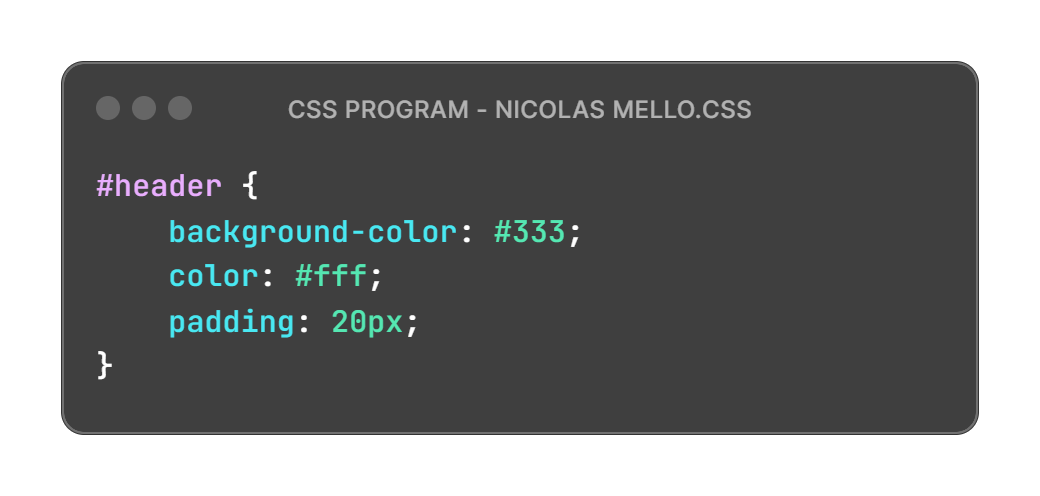 CSS PROGRAM - NICOLAS MELLO.CSS
#header {
    background-color: #333;
    color: #fff;
    padding: 20px;
}